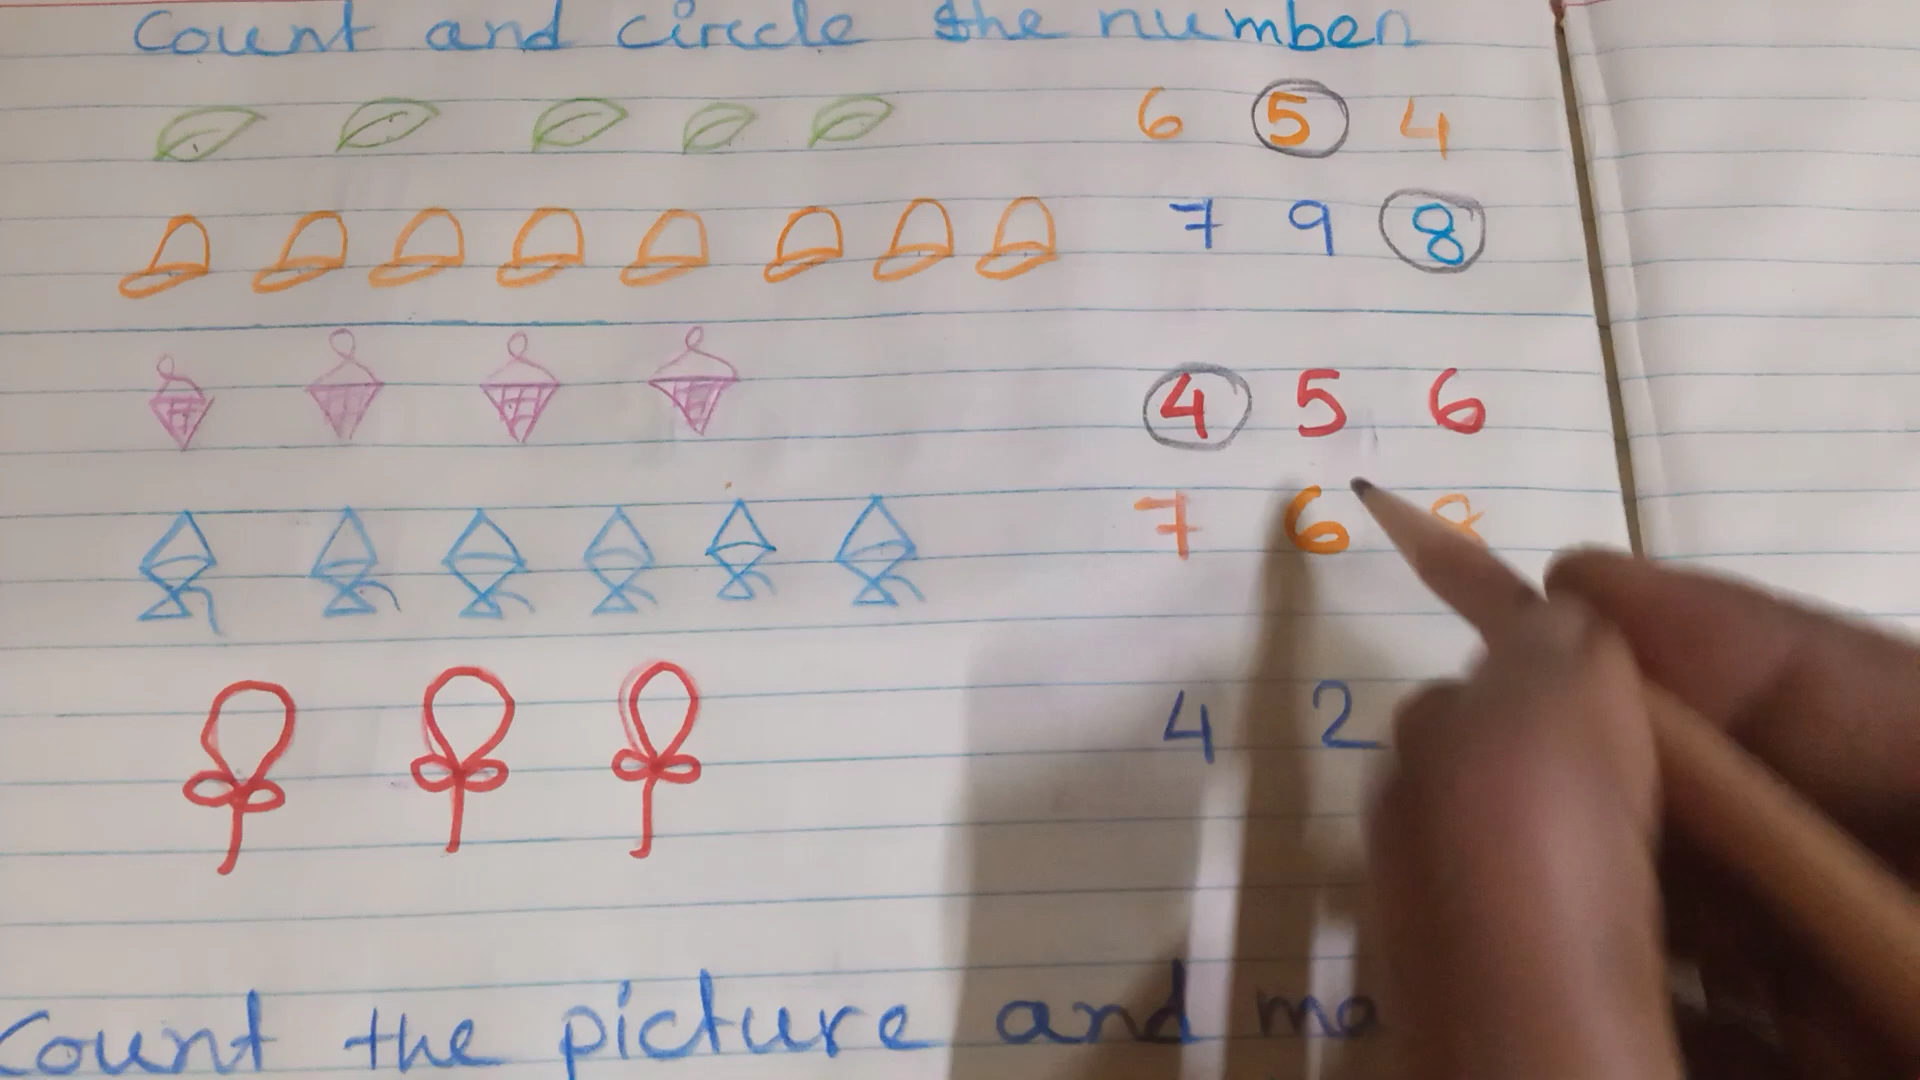 Count and circle the number
6 5 4
7 9 8
4 5 6
7 6 8
4 2
Count the picture and